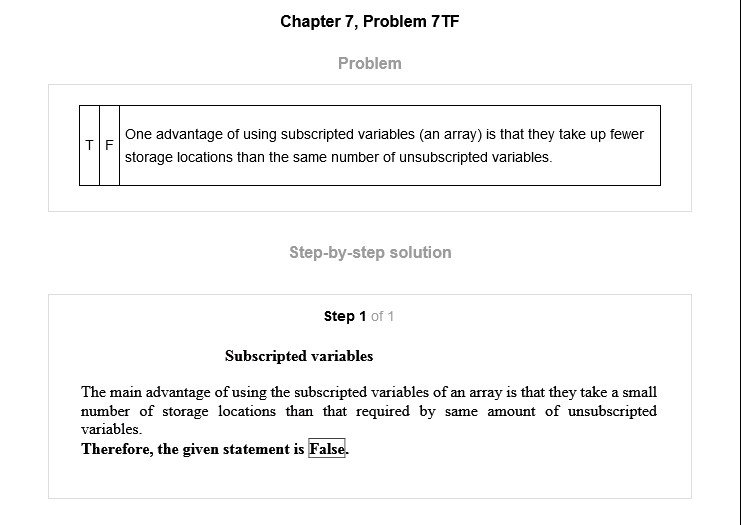 Chapter 7, Problem 7TF
Problem
T F One advantage of using subscripted variables (an array) is that they take up fewer
storage locations than the same number of unsubscripted variables.
Step-by-step solution
Step 1 of 1
Subscripted variables
The main advantage of using the subscripted variables of an array is that they take a small
number of storage locations than that required by same amount of unsubscripted
variables.
Therefore, the given statement is False.